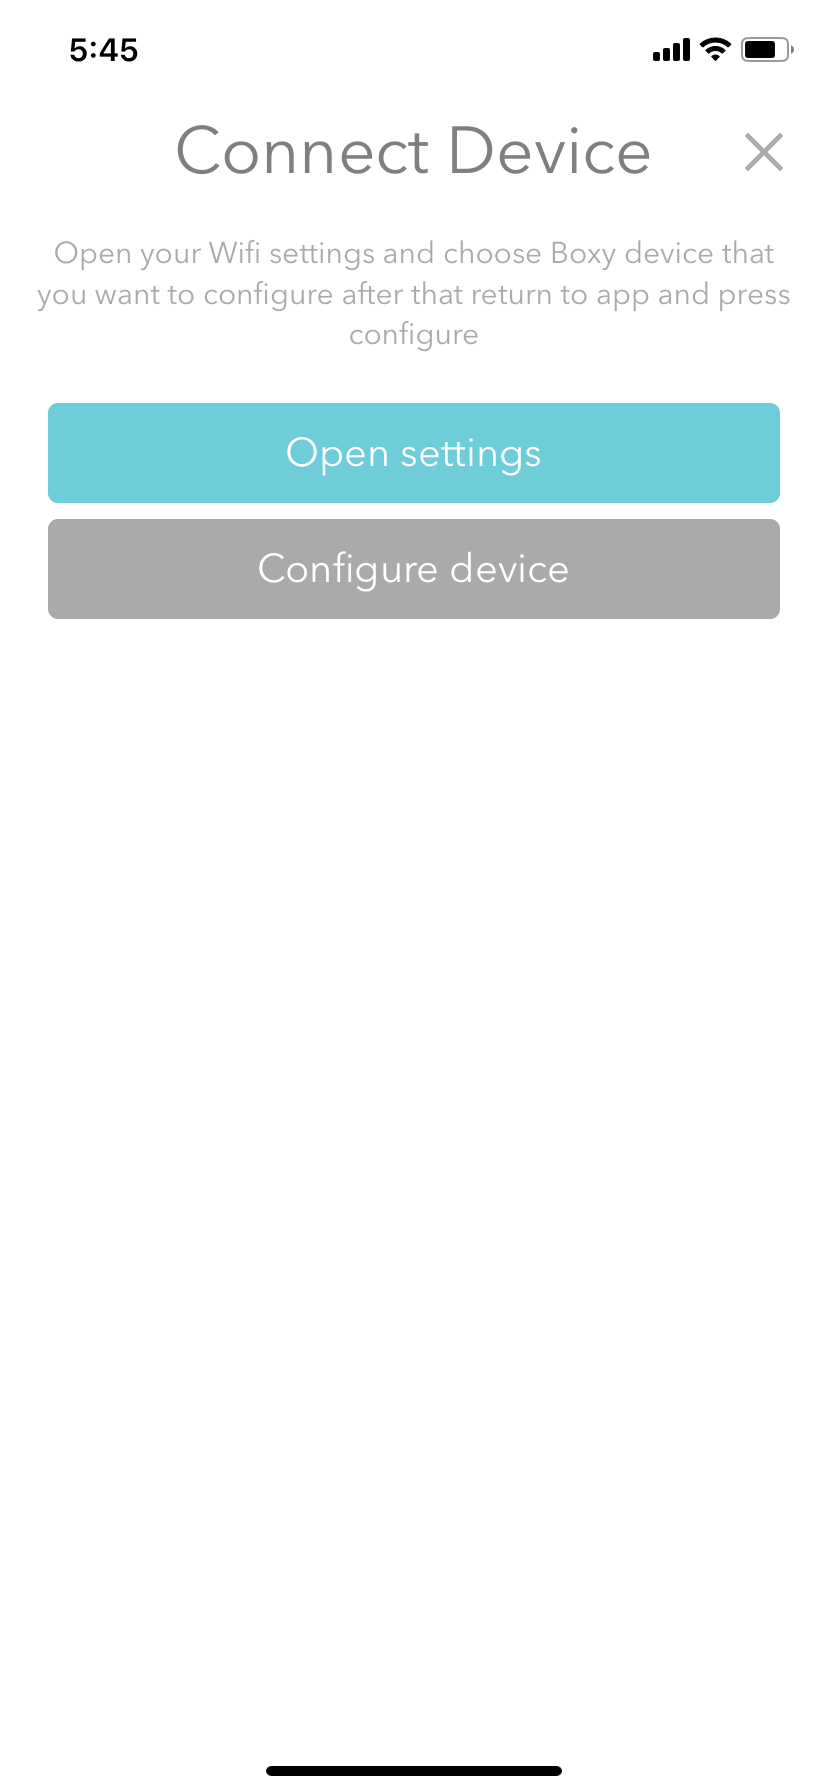 5:45
Connect Device
Open your Wifi settings and choose Boxy device that
you want to configure after that return to app and press
configure
Open settings
Configure device